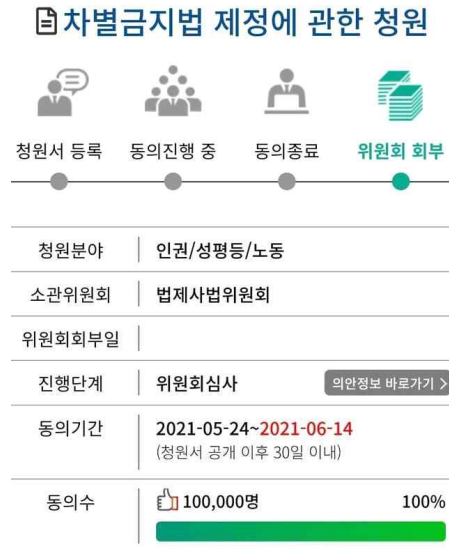 차별금지법 제정에 관한 청원
청원서 등록 동의진행 중 동의종료 위원회 회부
청원분야 인권/성평등/노동
소관위원회 법제사법위원회
위원회회부일
진행단계 위원회심사 의안정보 바로가기 >
동의기간 2021-05-24~2021-06-14
(청원서 공개 이후 30일 이내)
동의수 100,000명 100%